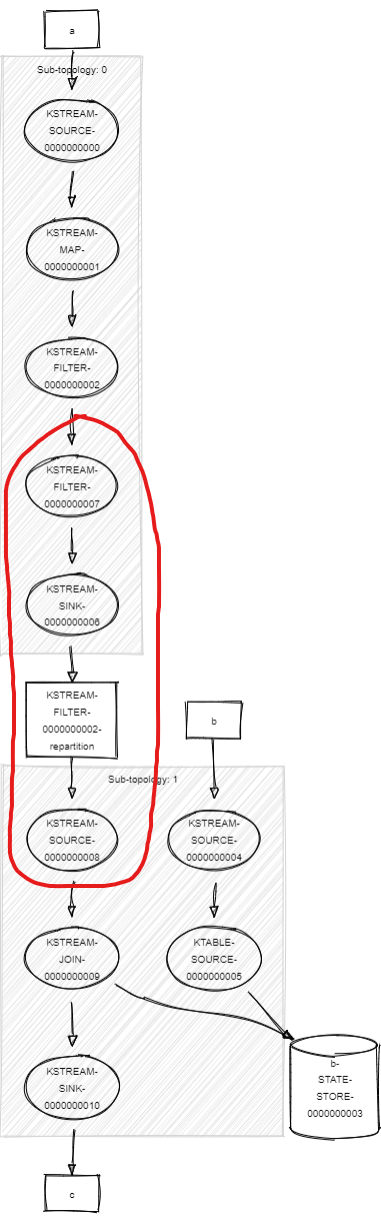 a
Sub-topology: 0
KSTREAM-
SOURCE-
0000000000
KSTREAM-
MAP-
0000000001
KSTREAM-
FILTER-
0000000002
KSTREAM-
FILTER-
0000000007
KSTREAM-
SINK-
0000000006
KSTREAM-
FILTER-
0000000002-
repartition
b
Sub-topology: 1
KSTREAM-
SOURCE-
0000000008
KSTREAM-
SOURCE-
0000000004
KSTREAM-
JOIN-
0000000009
KTABLE-
SOURCE-
0000000005
b-
STATE-
STORE-
0000000003
KSTREAM-
SINK-
0000000010
c